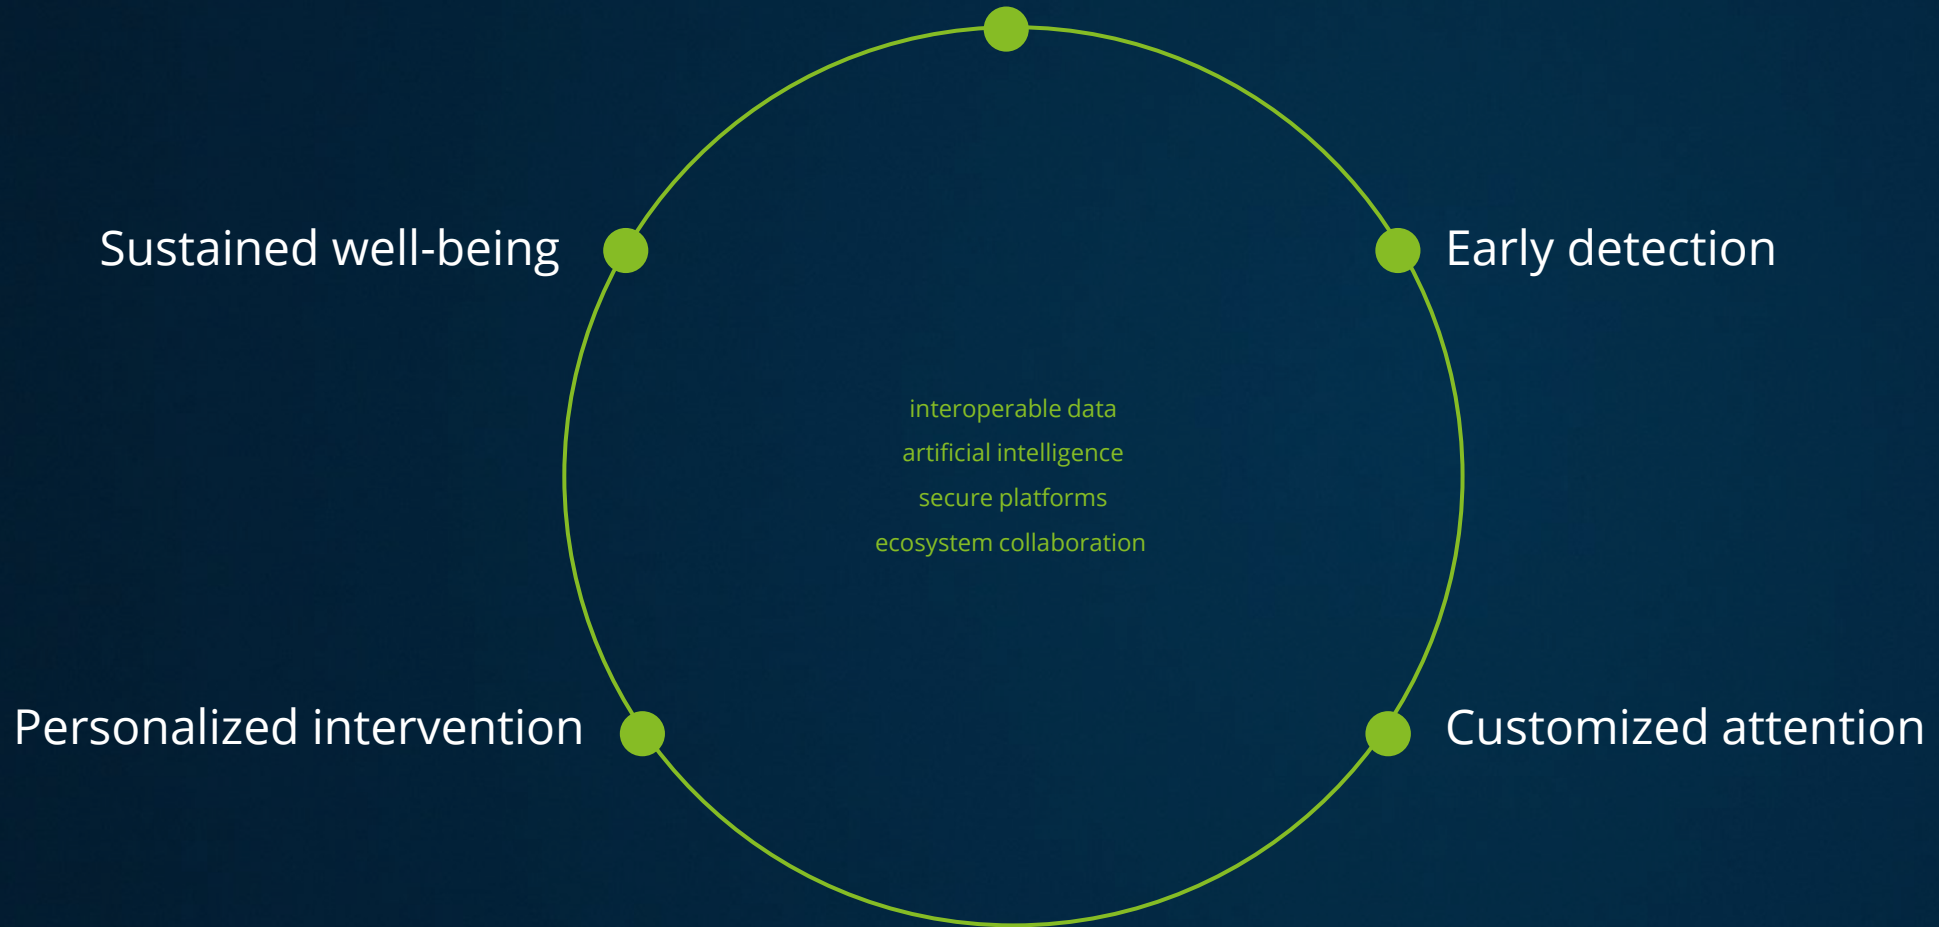 Sustained well-being
Early detection
interoperable data
artificial intelligence
secure platforms
ecosystem collaboration
Personalized intervention
Customized attention